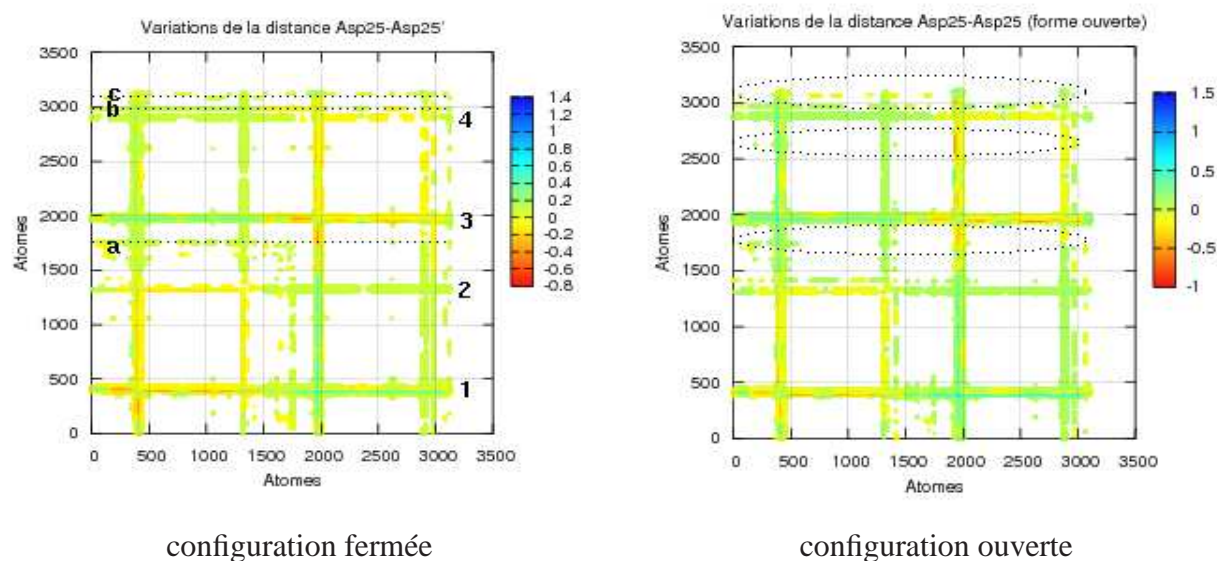 Variations de la distance Asp25-Asp25'
3500
3000
2500
2000
1500
1000
500
0
0 500 1000 1500 2000 2500 3000 3500
Atomes
Atomes
c
b
a
4
3
2
1
1.4
1.2
1
0.8
0.6
0.4
0.2
0
-0.2
-0.4
-0.6
-0.8
configuration fermée
Variations de la distance Asp25-Asp25 (forme ouverte)
3500
3000
2500
2000
1500
1000
500
0
0 500 1000 1500 2000 2500 3000 3500
Atomes
Atomes
1.5
1
0.5
0
-0.5
-1
configuration ouverte